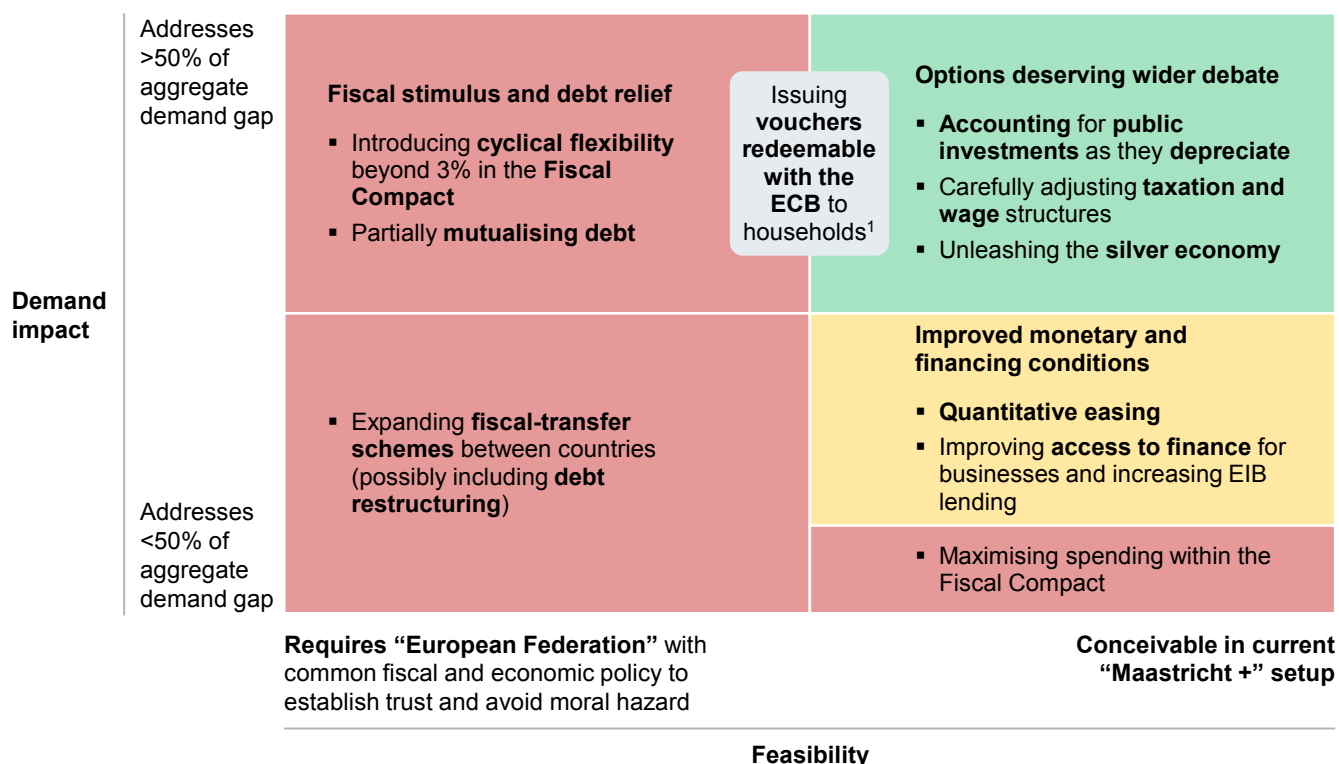 Addresses
>50% of
aggregate
demand gap
Fiscal stimulus and debt relief
▪ Introducing cyclical flexibility
beyond 3% in the Fiscal
Compact
▪ Partially mutualising debt
Issuing
vouchers
redeemable
with the
ECB to
households1
Options deserving wider debate
▪ Accounting for public
investments as they depreciate
▪ Carefully adjusting taxation and
wage structures
▪ Unleashing the silver economy
Demand
impact
Addresses
<50% of
aggregate
demand gap
▪ Expanding fiscal-transfer
schemes between countries
(possibly including debt
restructuring)
Improved monetary and
financing conditions
▪ Quantitative easing
▪ Improving access to finance for
businesses and increasing EIB
lending
▪ Maximising spending within the
Fiscal Compact
Requires “European Federation” with
common fiscal and economic policy to
establish trust and avoid moral hazard
Conceivable in current
“Maastricht +” setup
Feasibility